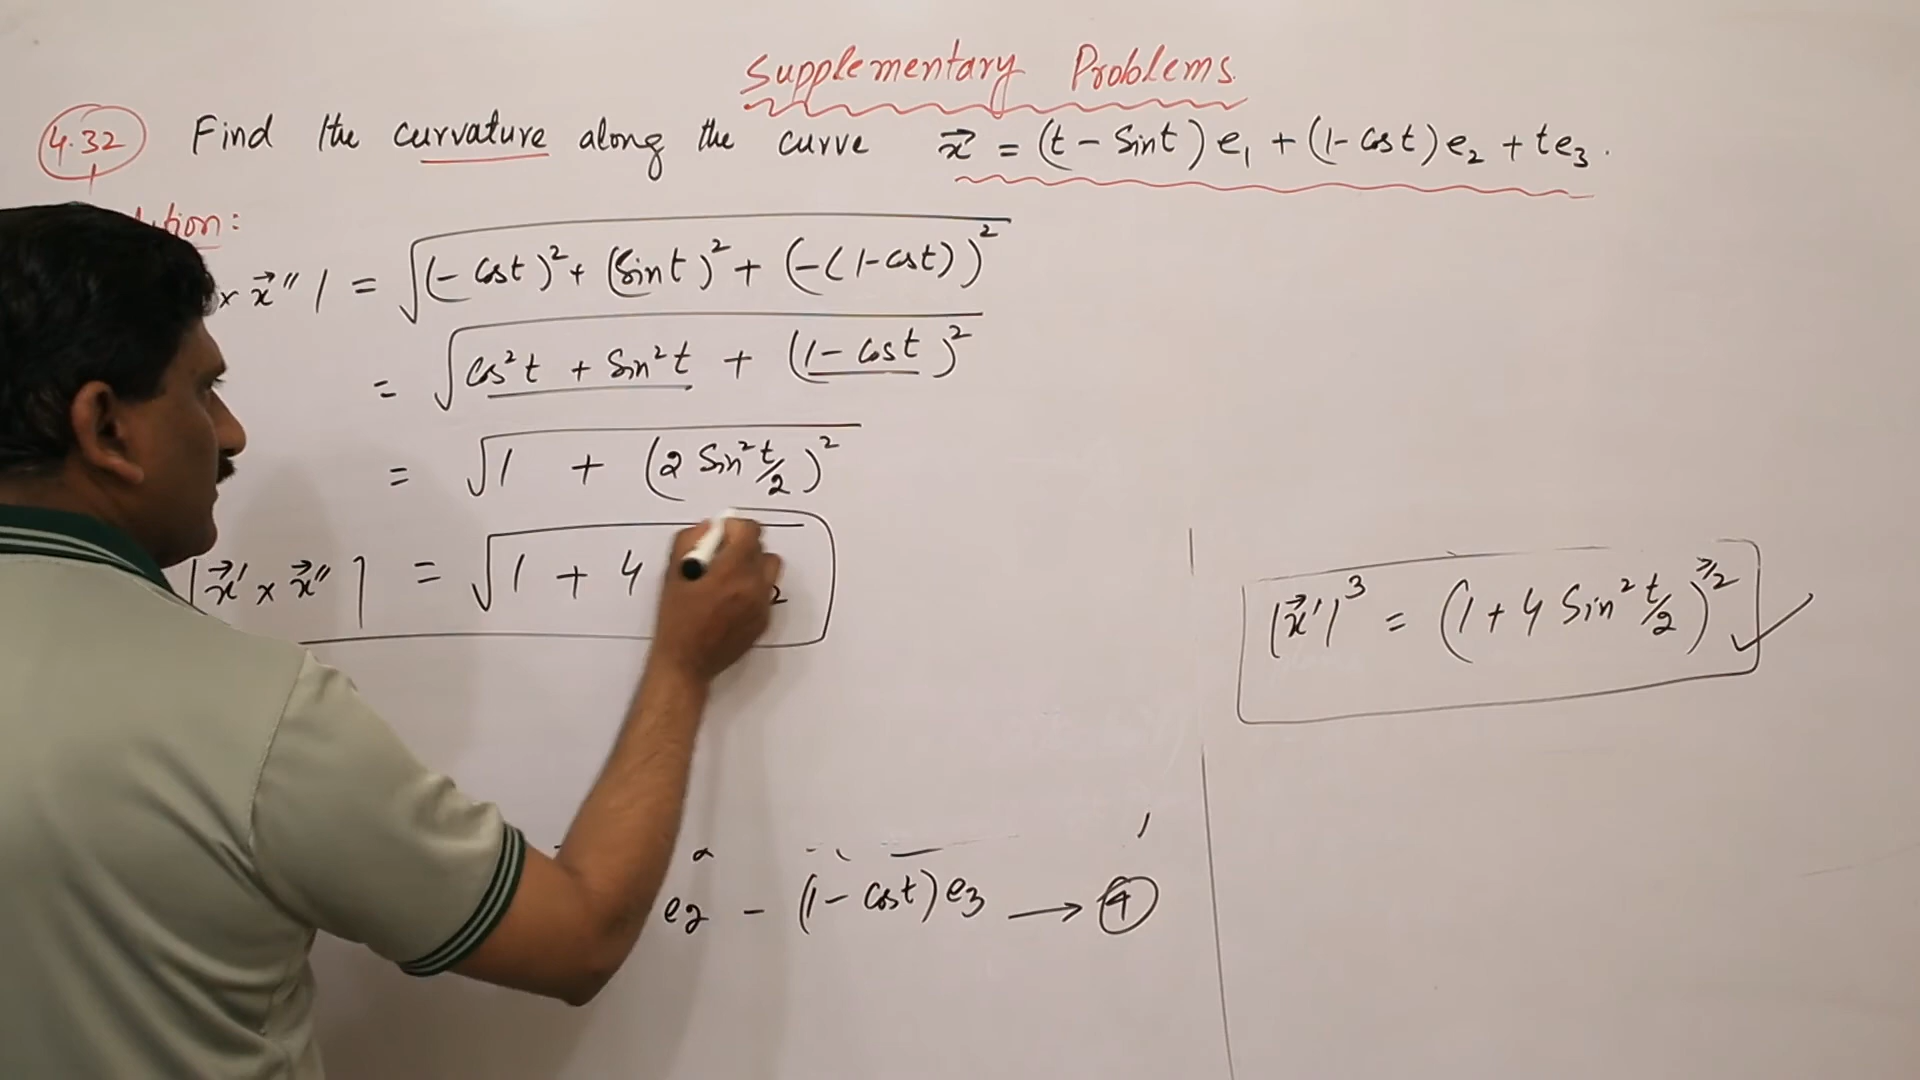 Supplementary Problems.
4.32 Find the curvature along the curve x⃗ = (t - Sint) e₁ + (1 - Cost) e₂ + te₃.
tion:
× x⃗″ | = √((- Cost)² + (Sint)² + (-(1-Cost))²)
= √(Cos²t + Sin²t + (1 - Cost)²)
= √(1 + (2 Sin² t/2)²)
|x⃗′ × x⃗″| = √(1 + 4 2
|x⃗′|³ = (1 + 4 Sin² t/2)^(3/2) ✓
e₂ - (1 - Cost) e₃ → ④